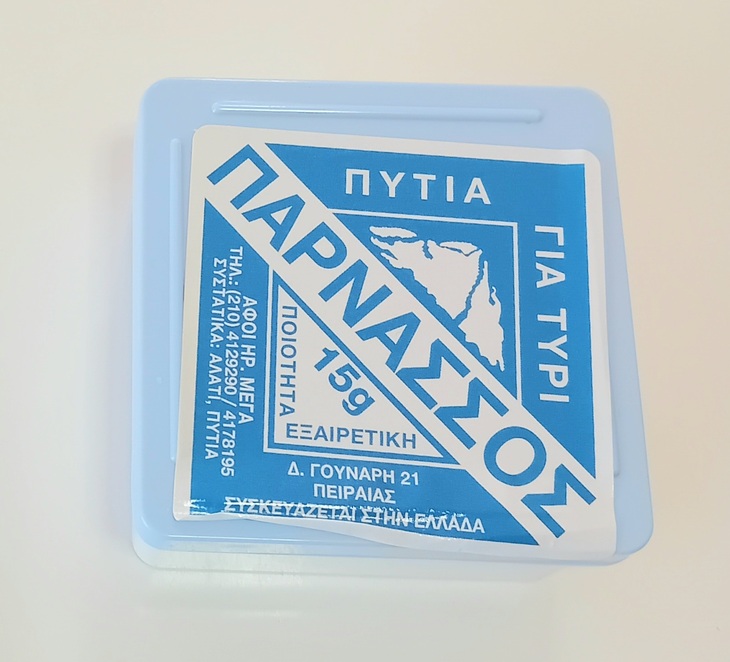 ΠΥΤΙΑ
ΓΙΑ ΤΥΡΙ
ΠΑΡΝΑΣΣΟΣ
ΠΟΙΟΤΗΤΑ
15g
ΕΞΑΙΡΕΤΙΚΗ
ΑΦΟΙ ΗΡ. ΜΕΓΑ
ΤΗΛ.: (210) 4129290 / 4178195
ΣΥΣΤΑΤΙΚΑ: ΑΛΑΤΙ, ΠΥΤΙΑ
Δ. ΓΟΥΝΑΡΗ 21
ΠΕΙΡΑΙΑΣ
ΣΥΣΚΕΥΑΖΕΤΑΙ ΣΤΗΝ ΕΛΛΑΔΑ